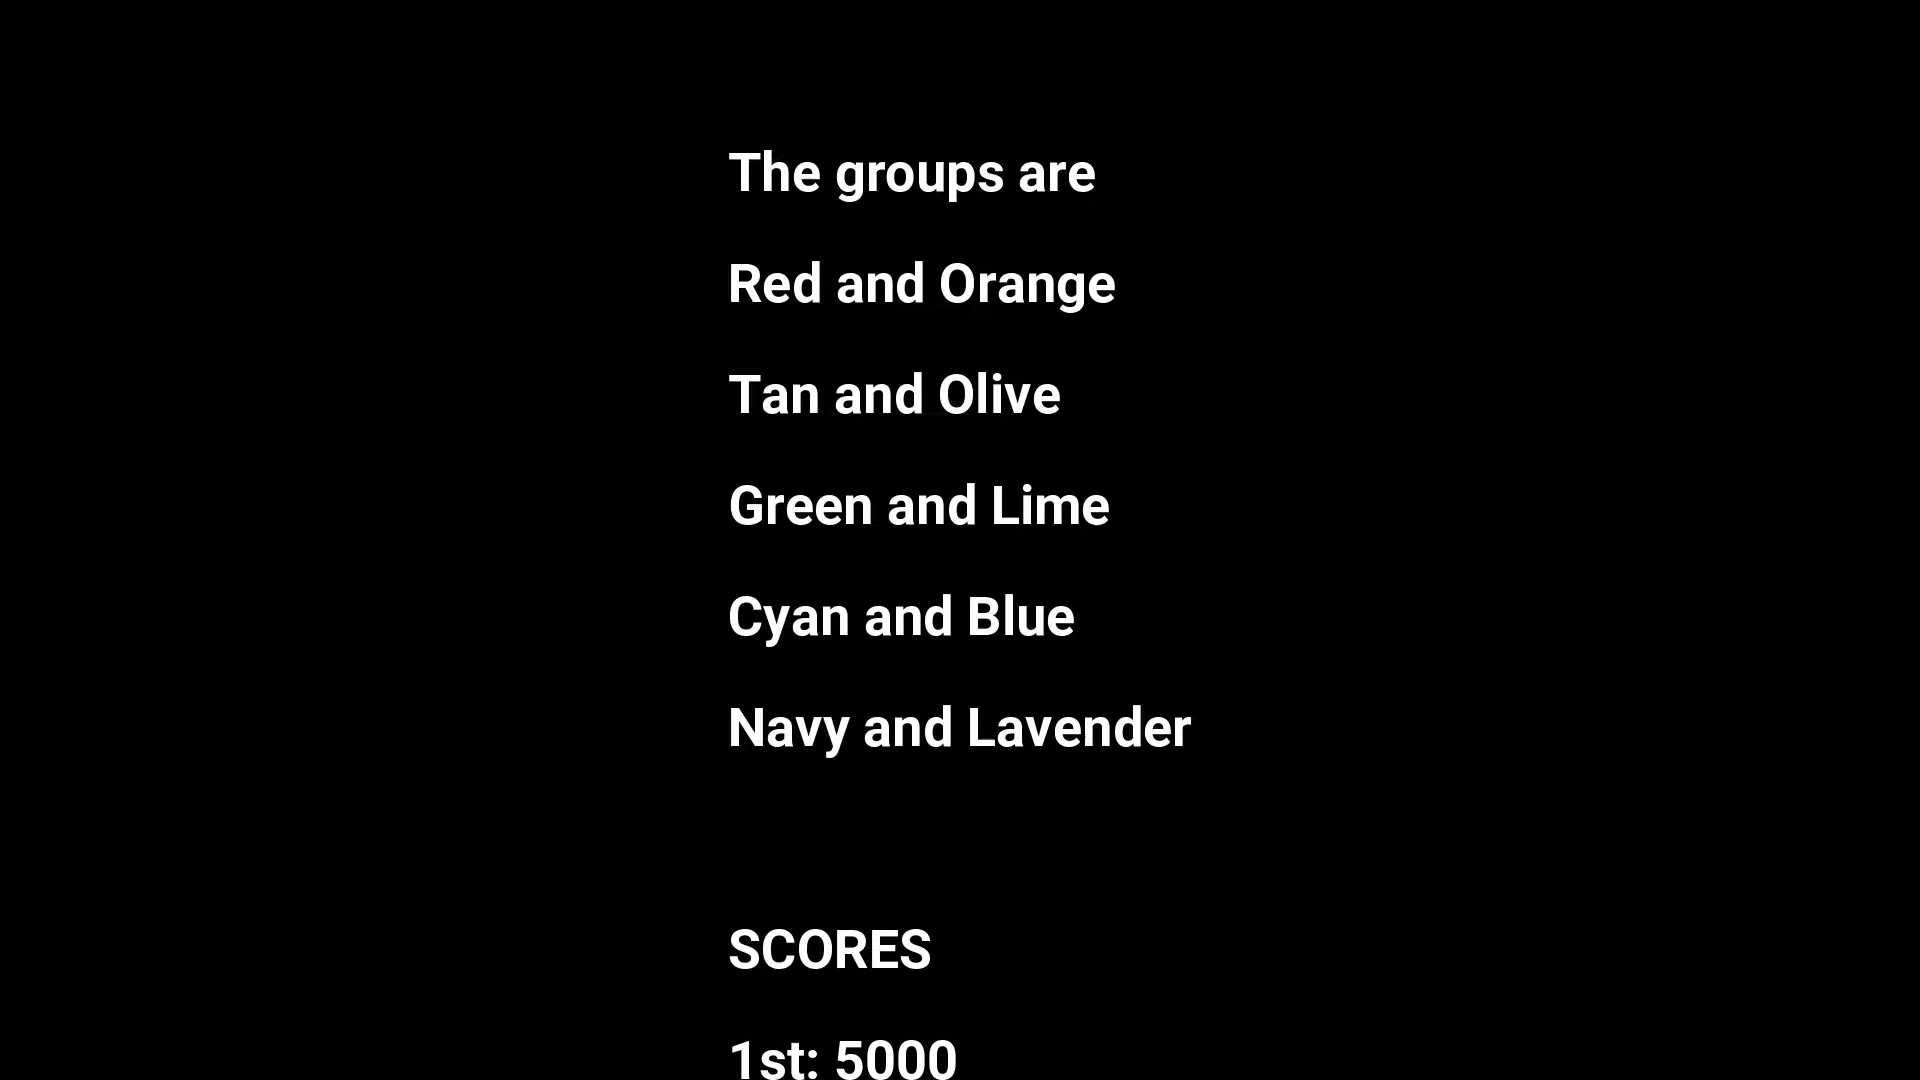 The groups are
Red and Orange
Tan and Olive
Green and Lime
Cyan and Blue
Navy and Lavender
SCORES
1st: 5000